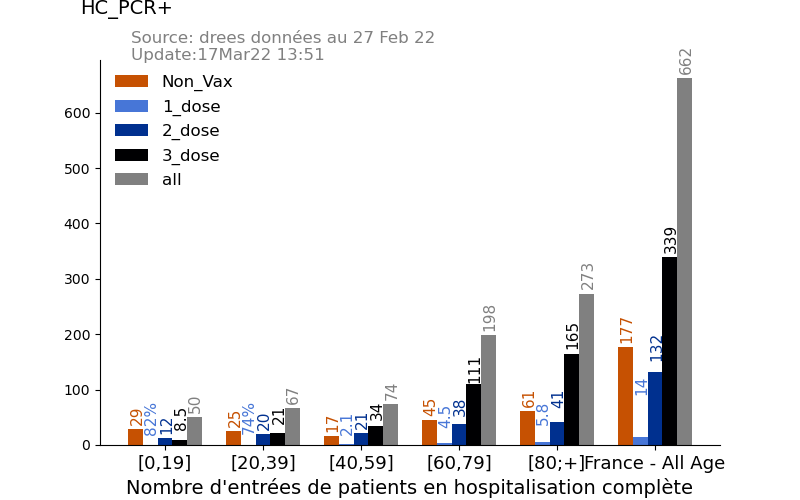 HC_PCR+
Source: drees données au 27 Feb 22
Update:17Mar22 13:51
Non_Vax
1_dose
2_dose
3_dose
all
600
500
400
300
200
100
0
29 82% 12 8.5 50
25 74% 20 21 67
17 2.1 21 34 74
45 4.5 38 111 198
61 5.8 41 165 273
177 14 132 339 662
[0,19] [20,39] [40,59] [60,79] [80;+] France - All Age
Nombre d'entrées de patients en hospitalisation complète